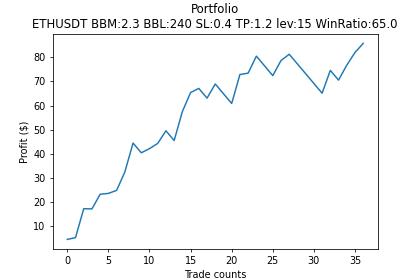 Portfolio
ETHUSDT BBM:2.3 BBL:240 SL:0.4 TP:1.2 lev:15 WinRatio:65.0
80
70
60
50
40
30
20
10
Profit ($)
0 5 10 15 20 25 30 35
Trade counts